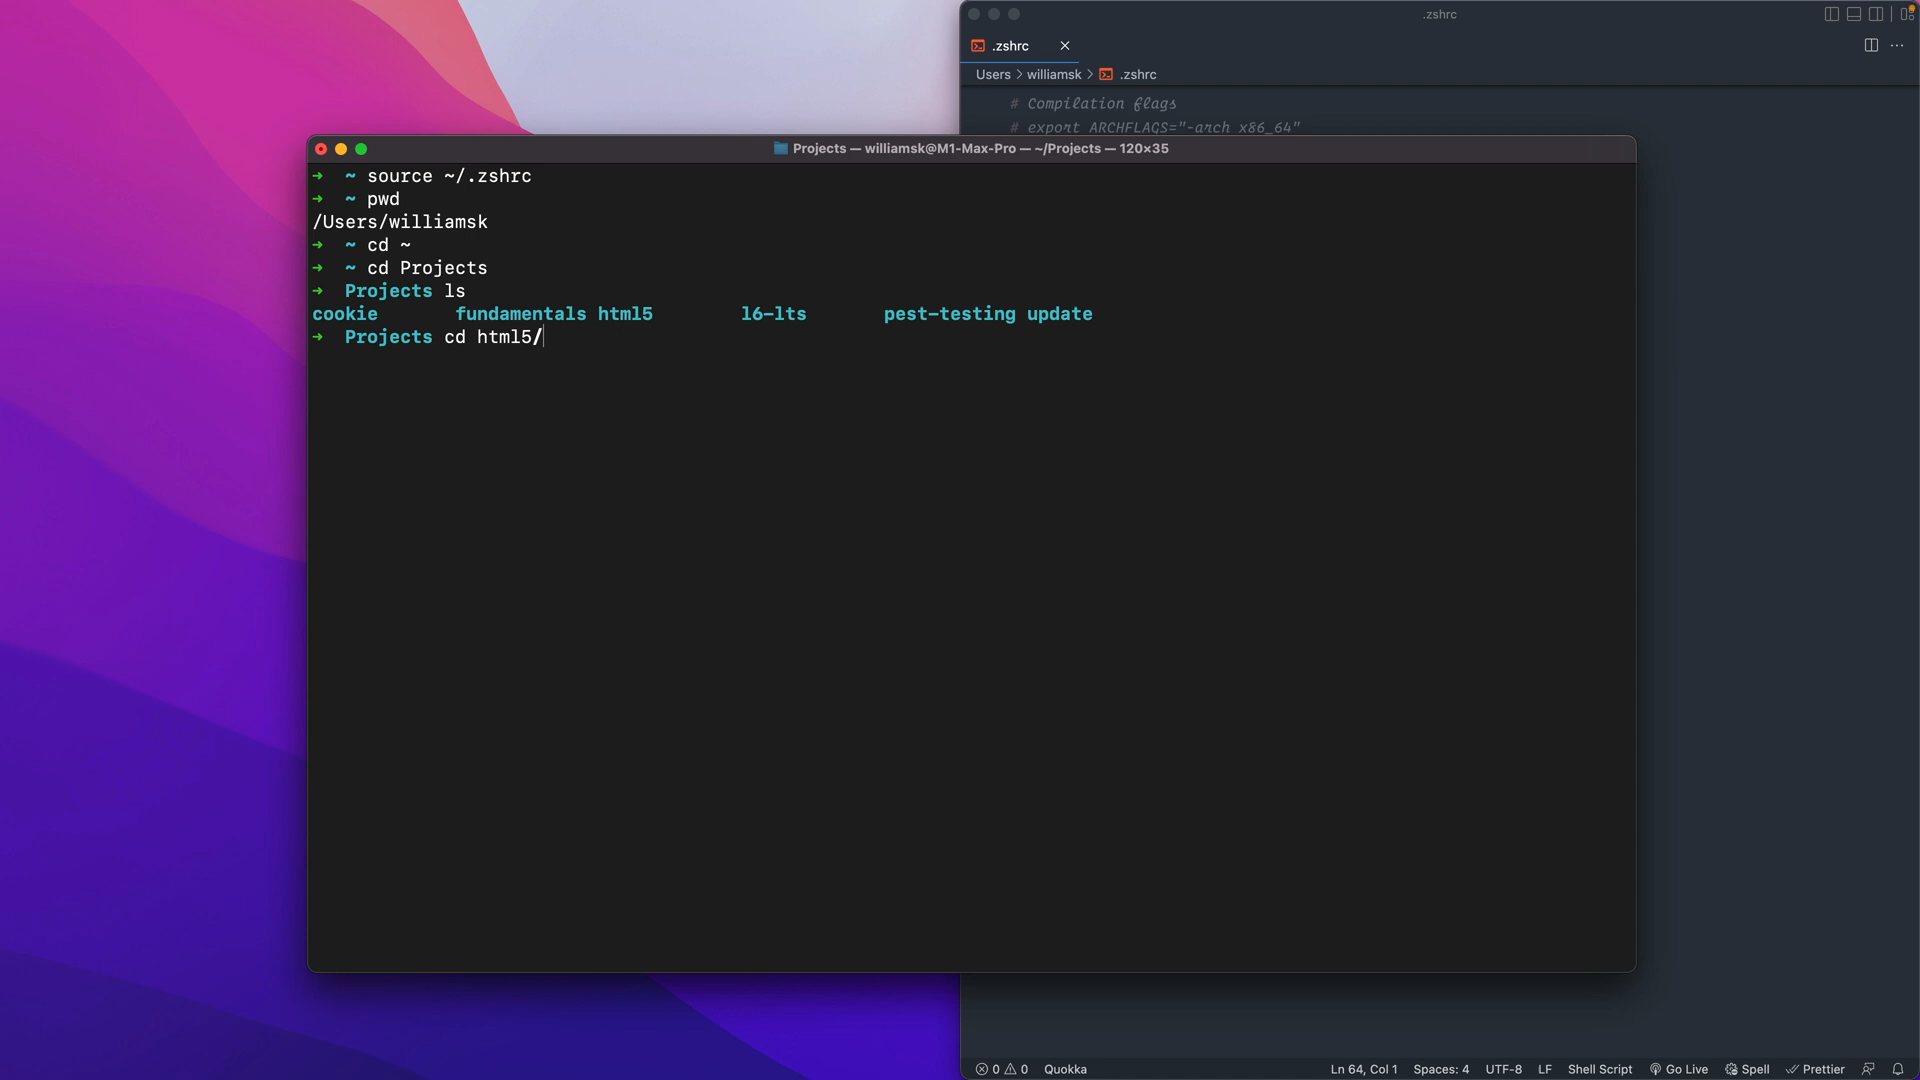 .zshrc
.zshrc
Users > williamsk > .zshrc
# Compilation flags
# export ARCHFLAGS="-arch x86_64"
Projects — williamsk@M1-Max-Pro — ~/Projects — 120×35
➜ ~ source ~/.zshrc
➜ ~ pwd
/Users/williamsk
➜ ~ cd ~
➜ ~ cd Projects
➜ Projects ls
cookie fundamentals html5 l6-lts pest-testing update
➜ Projects cd html5/
0 0 Quokka Ln 64, Col 1 Spaces: 4 UTF-8 LF Shell Script Go Live Spell Prettier